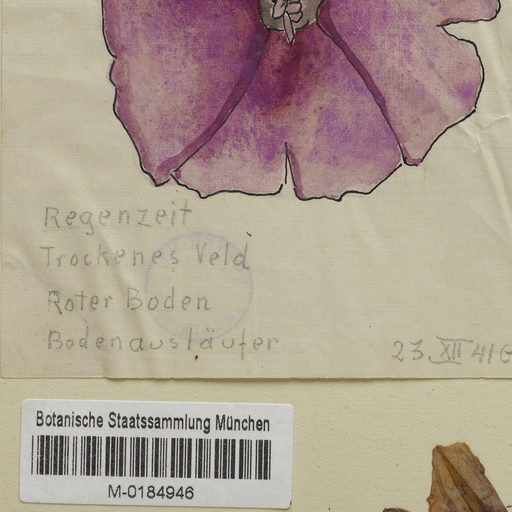 Regenzeit
Trockenes Veld
Roter Boden
Bodenausläufer
23 XII 41 G
Botanische Staatssammlung München
M-0184946